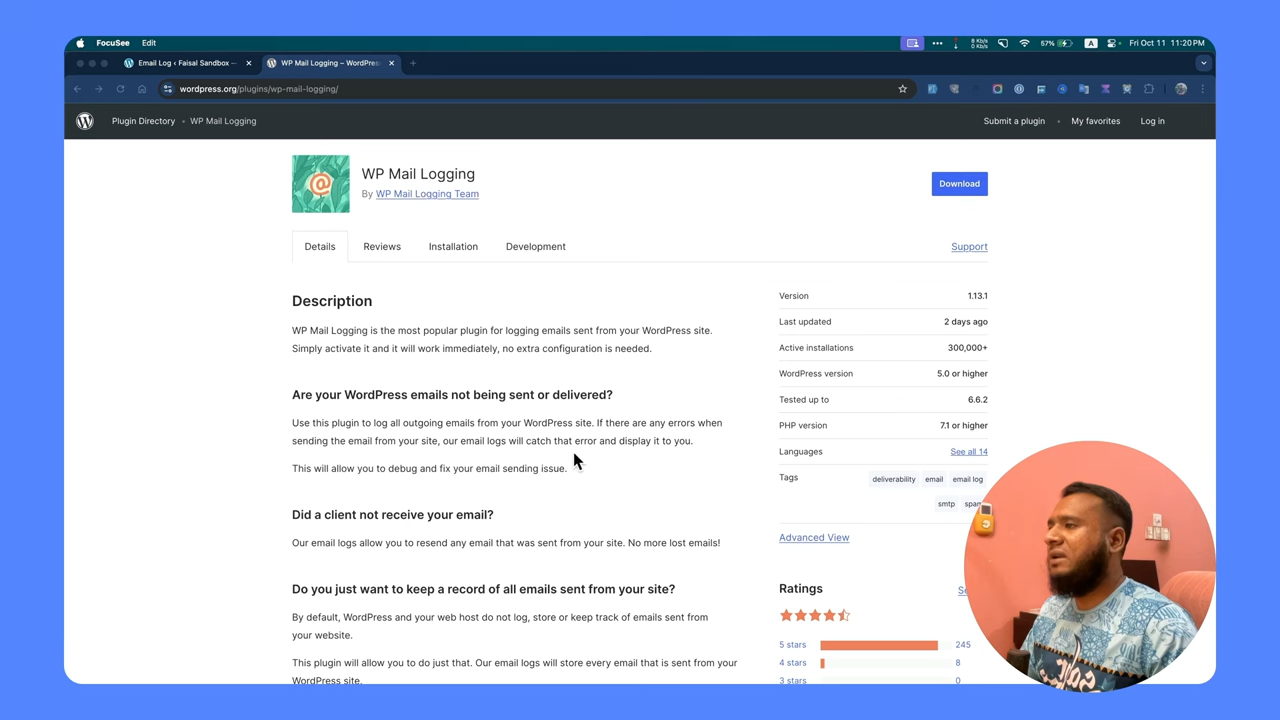 FocuSee Edit
8 Kb/s
0 Kb/s
57%
A
Fri Oct 11 11:20 PM
Email Log ‹ Faisal Sandbox —
WP Mail Logging – WordPres
wordpress.org/plugins/wp-mail-logging/
Plugin Directory • WP Mail Logging
Submit a plugin • My favorites Log in
WP Mail Logging
By WP Mail Logging Team
Download
Details Reviews Installation Development Support
Description
WP Mail Logging is the most popular plugin for logging emails sent from your WordPress site.
Simply activate it and it will work immediately, no extra configuration is needed.
Are your WordPress emails not being sent or delivered?
Use this plugin to log all outgoing emails from your WordPress site. If there are any errors when
sending the email from your site, our email logs will catch that error and display it to you.
This will allow you to debug and fix your email sending issue.
Did a client not receive your email?
Our email logs allow you to resend any email that was sent from your site. No more lost emails!
Do you just want to keep a record of all emails sent from your site?
By default, WordPress and your web host do not log, store or keep track of emails sent from
your website.
This plugin will allow you to do just that. Our email logs will store every email that is sent from your
WordPress site.
Version 1.13.1
Last updated 2 days ago
Active installations 300,000+
WordPress version 5.0 or higher
Tested up to 6.6.2
PHP version 7.1 or higher
Languages See all 14
Tags deliverability email email log
smtp
Advanced View
Ratings
5 stars 245
4 stars 8
3 stars 0